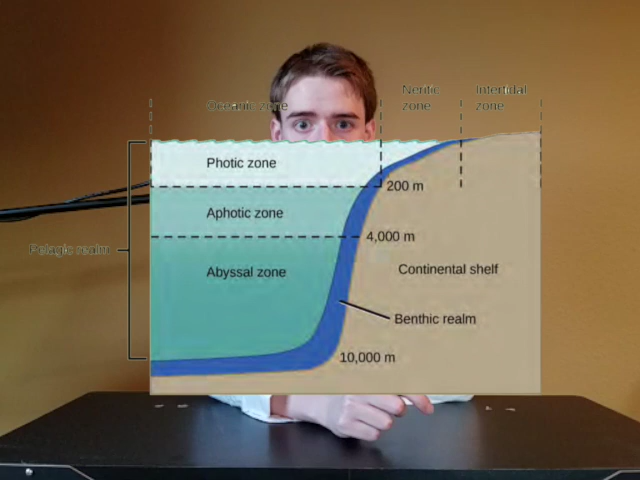 Oceanic zone
Neritic
zone
Intertidal
zone
Photic zone
200 m
Aphotic zone
4,000 m
Pelagic realm
Abyssal zone
Continental shelf
Benthic realm
10,000 m